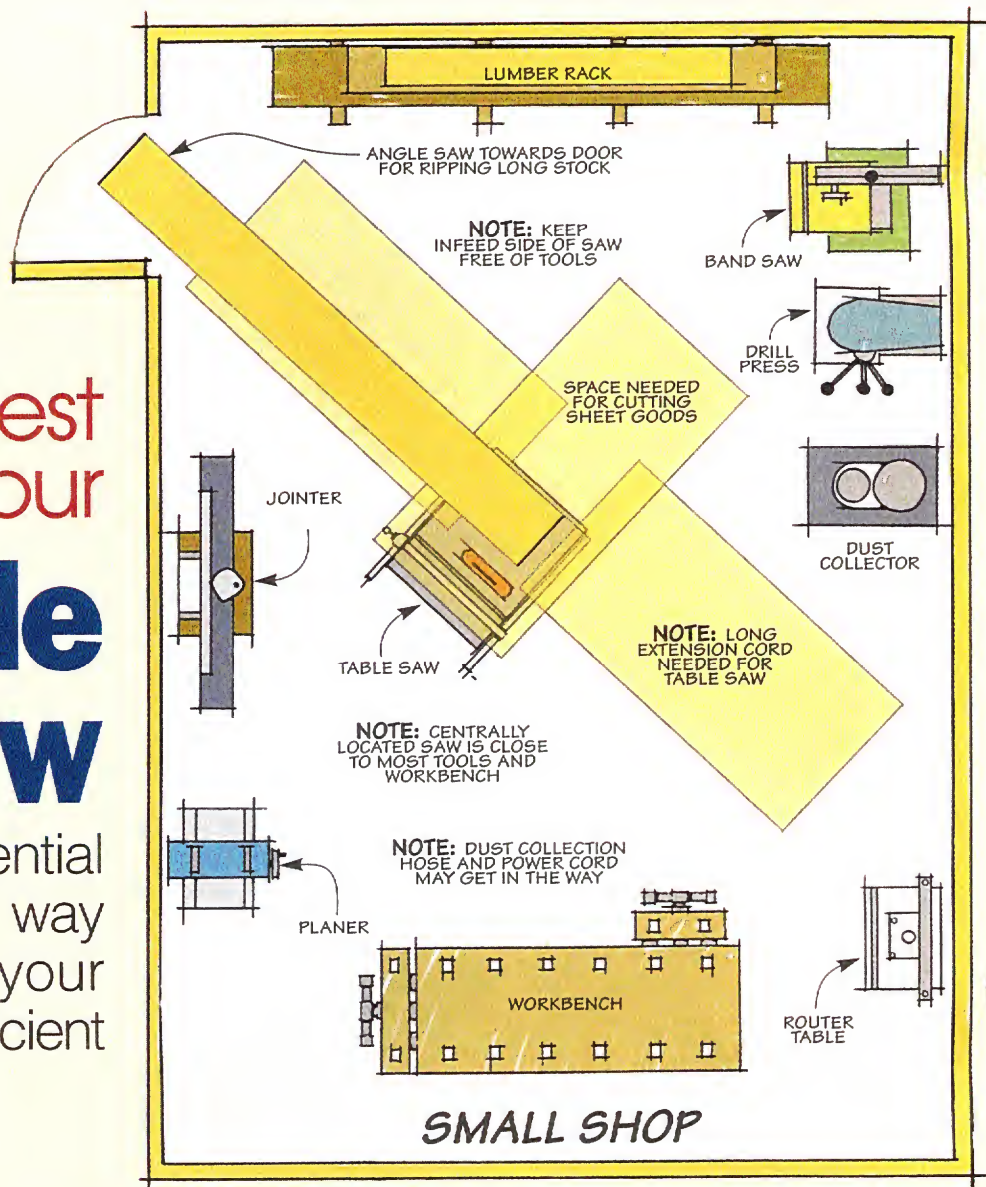 LUMBER RACK
ANGLE SAW TOWARDS DOOR
FOR RIPPING LONG STOCK
NOTE: KEEP
INFEED SIDE OF SAW
FREE OF TOOLS
BAND SAW
DRILL
PRESS
SPACE NEEDED
FOR CUTTING
SHEET GOODS
est
our
le
w
ential
way
your
cient
JOINTER
DUST
COLLECTOR
TABLE SAW
NOTE: LONG
EXTENSION CORD
NEEDED FOR
TABLE SAW
NOTE: CENTRALLY
LOCATED SAW IS CLOSE
TO MOST TOOLS AND
WORKBENCH
NOTE: DUST COLLECTION
HOSE AND POWER CORD
MAY GET IN THE WAY
PLANER
WORKBENCH
ROUTER
TABLE
SMALL SHOP